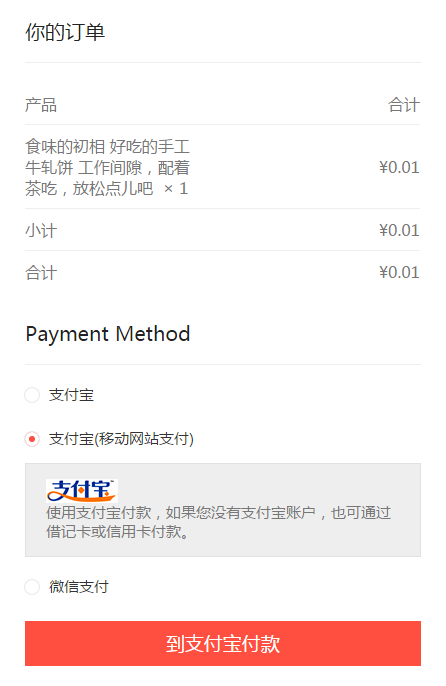 你的订单
产品 合计
食味的初相 好吃的手工
牛轧饼 工作间隙，配着
茶吃，放松点儿吧 × 1 ¥0.01
小计 ¥0.01
合计 ¥0.01
Payment Method
支付宝
支付宝(移动网站支付)
支付宝
使用支付宝付款，如果您没有支付宝账户，也可通过
借记卡或信用卡付款。
微信支付
到支付宝付款